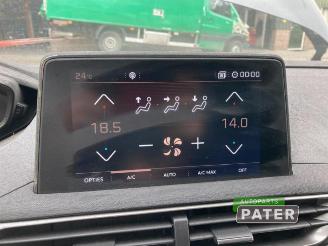 24°c
00:00
18.5
14.0
OPTIES A/C AUTO A/C MAX OFF
AUTOPARTS
PATER